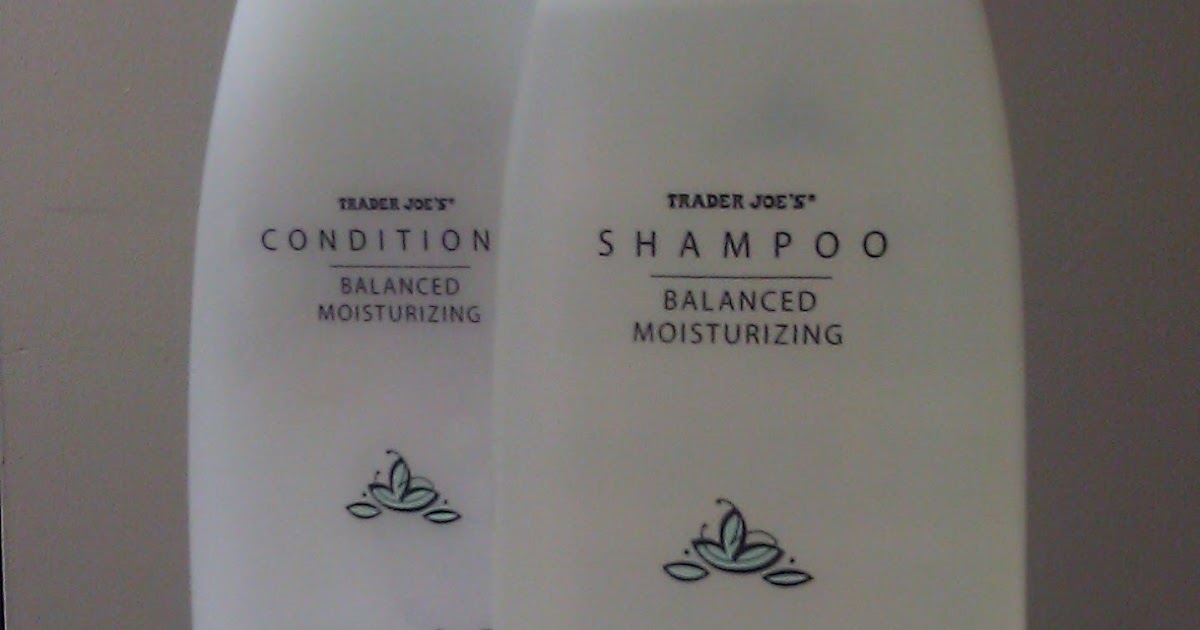 TRADER JOE'S®
CONDITION
BALANCED
MOISTURIZING
TRADER JOE'S®
SHAMPOO
BALANCED
MOISTURIZING